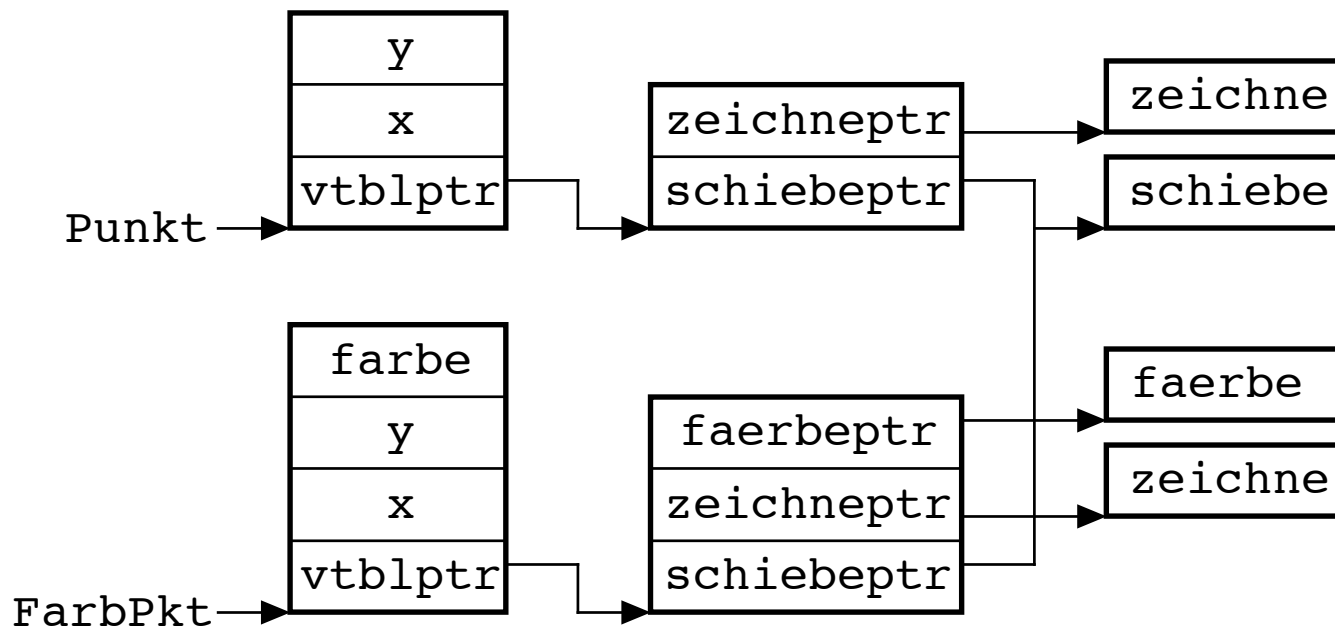 y
x
vtblptr
Punkt
zeichneptr
schiebeptr
zeichne
schiebe
farbe
y
x
vtblptr
FarbPkt
faerbeptr
zeichneptr
schiebeptr
faerbe
zeichne